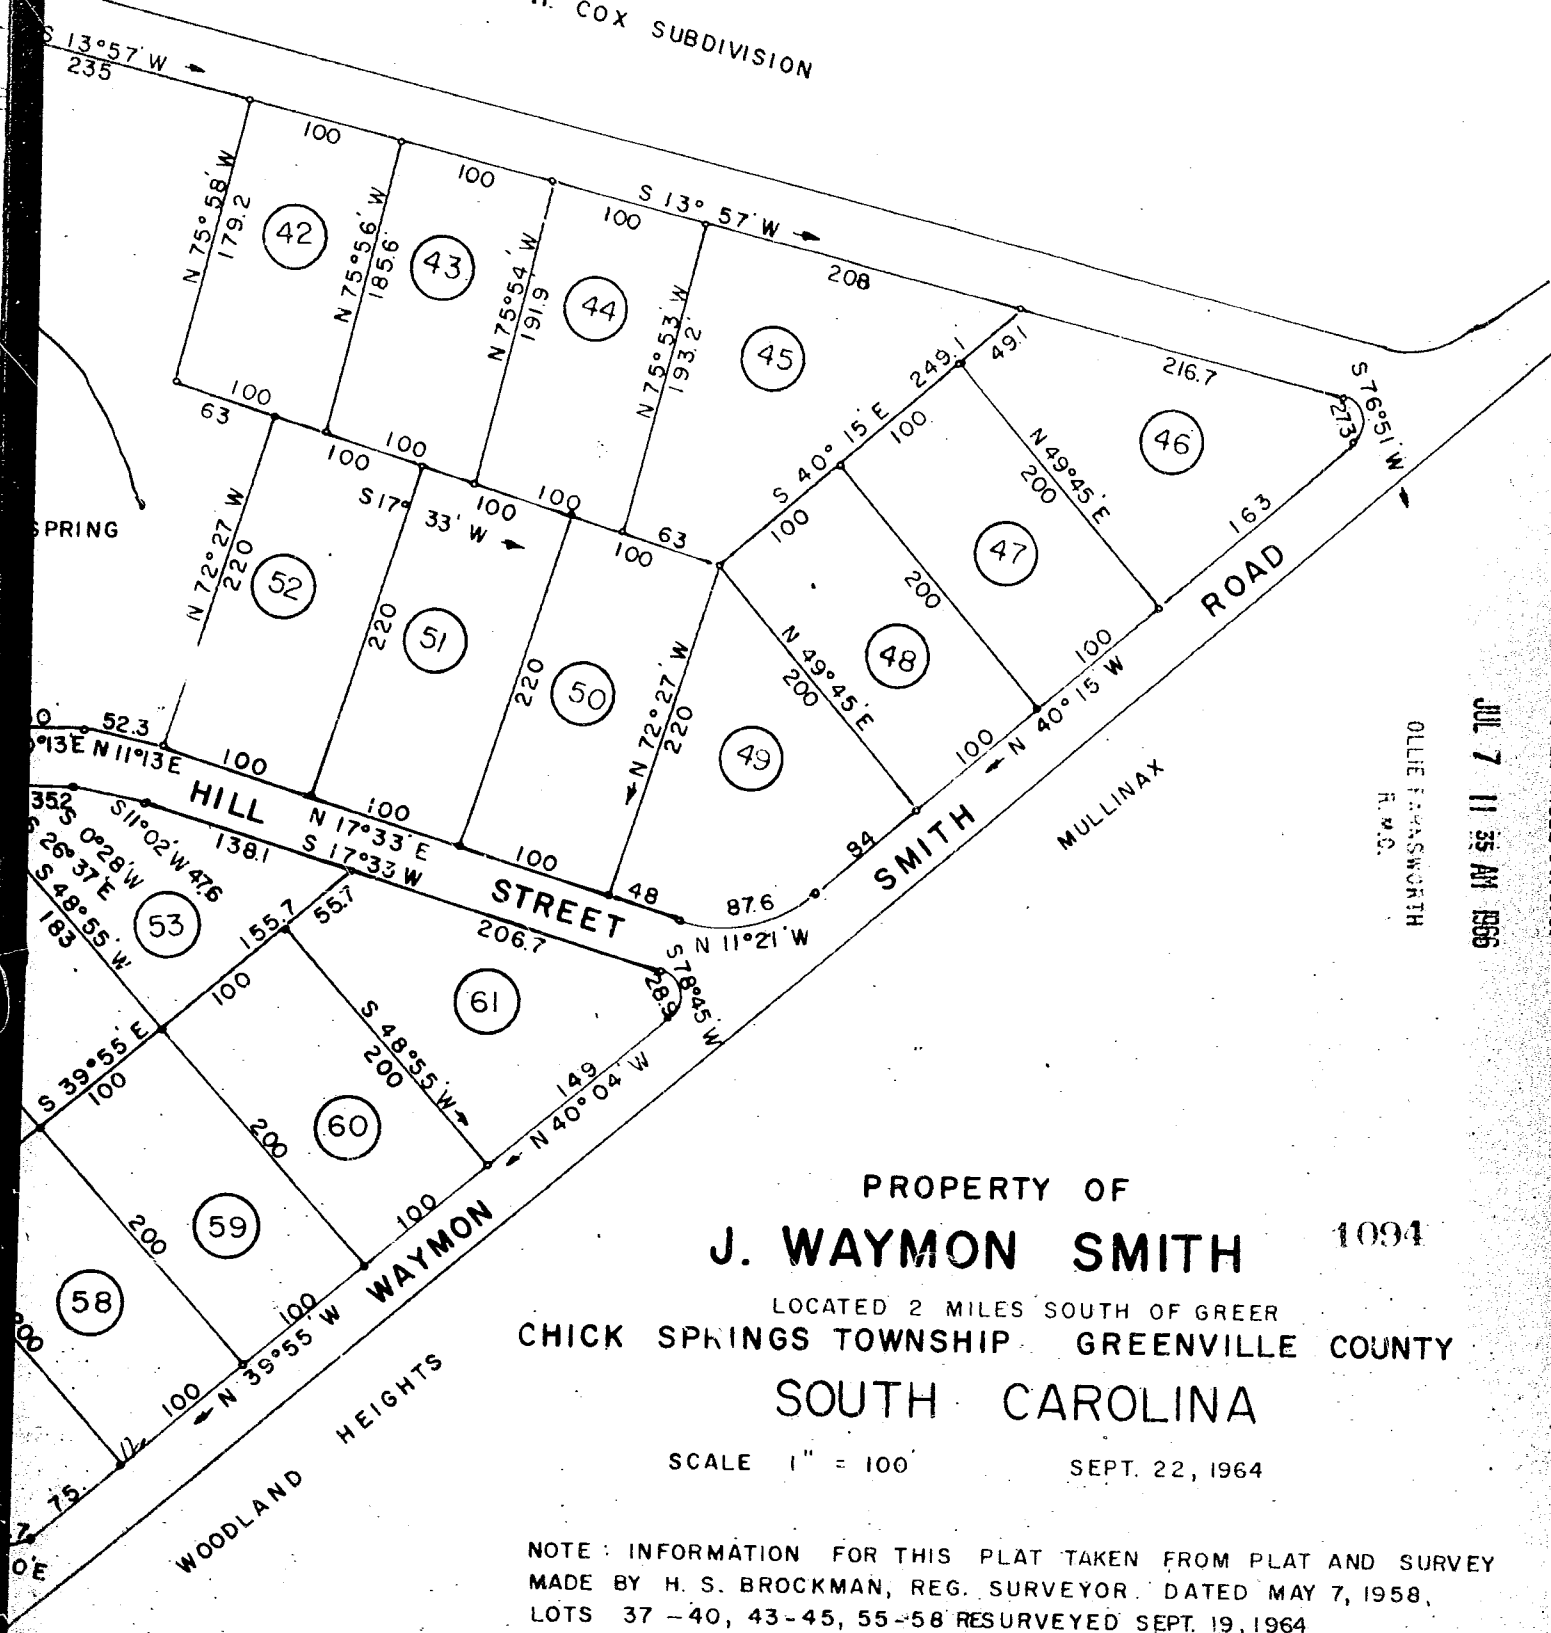 COX SUBDIVISION
S 13°57' W
235
100
100
100
S 13° 57' W
208
216.7
S 76°51' W
27.3
N 75°58' W
179.2
42
N 75°56' W
185.6'
43
N 75°54' W
191.9'
44
N 75°53' W
193.2'
45
249.1
49.1
S 40° 15' E
100
100
46
N 49°45' E
200
163
47
200
48
N 49°45' E
200
100
N 40°15' W
100
63
100
100
100
100
100
100
63
S 17° 33' W
SPRING
N 72°27' W
220
52
220
51
220
50
N 72°27' W
220
49
52.3
N 11°13' E
100
N 17°33' E
100
100
48
87.6
N 11°21' W
84
HILL STREET
35.2
S 0°28' W
S 11°02' W 47.6
138.1
S 17°33' W
206.7
S 78°45' W
28.9
26°37' E
S 48°55' W
183
53
155.7
55.7
100
S 39°55' E
100
61
S 48°55' W
200
149
N 40°04' W
60
200
100
59
200
100
N 39°55' W
58
200
100
75
0'E
WAYMON SMITH ROAD
MULLINAX
WOODLAND HEIGHTS
JUL 7 11 35 AM 1966
R.M.C.
PROPERTY OF
J. WAYMON SMITH
1094
LOCATED 2 MILES SOUTH OF GREER
CHICK SPRINGS TOWNSHIP GREENVILLE COUNTY
SOUTH CAROLINA
SCALE 1" = 100'
SEPT. 22, 1964
NOTE : INFORMATION FOR THIS PLAT TAKEN FROM PLAT AND SURVEY
MADE BY H. S. BROCKMAN, REG. SURVEYOR. DATED MAY 7, 1958.
LOTS 37 - 40, 43-45, 55-58 RESURVEYED SEPT. 19, 1964